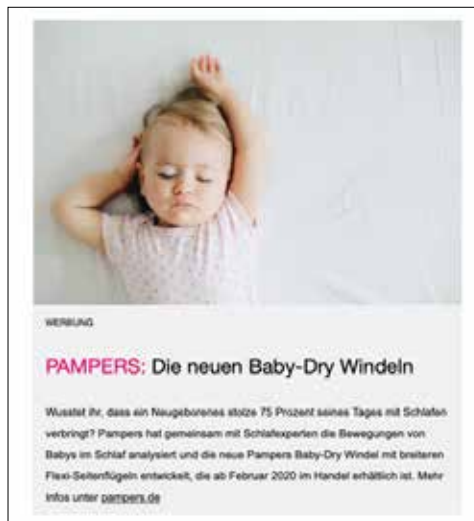 WERBUNG
PAMPERS: Die neuen Baby-Dry Windeln
Wusstet ihr, dass ein Neugeborenes stolze 75 Prozent seines Tages mit Schlafen
verbringt? Pampers hat gemeinsam mit Schlafexperten die Bewegungen von
Babys im Schlaf analysiert und die neue Pampers Baby-Dry Windel mit breiteren
Flexi-Seitenflügeln entwickelt, die ab Februar 2020 im Handel erhältlich ist. Mehr
Infos unter pampers.de